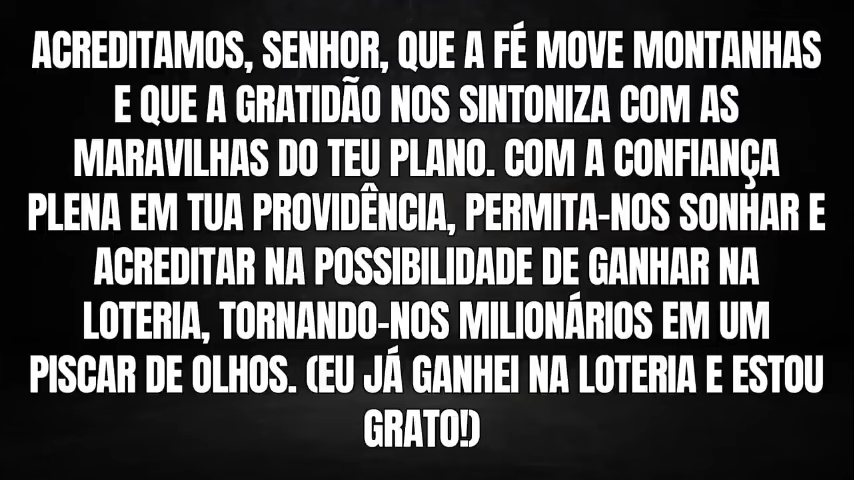 ACREDITAMOS, SENHOR, QUE A FÉ MOVE MONTANHAS
E QUE A GRATIDÃO NOS SINTONIZA COM AS
MARAVILHAS DO TEU PLANO. COM A CONFIANÇA
PLENA EM TUA PROVIDÊNCIA, PERMITA-NOS SONHAR E
ACREDITAR NA POSSIBILIDADE DE GANHAR NA
LOTERIA, TORNANDO-NOS MILIONÁRIOS EM UM
PISCAR DE OLHOS. (EU JÁ GANHEI NA LOTERIA E ESTOU
GRATO!)